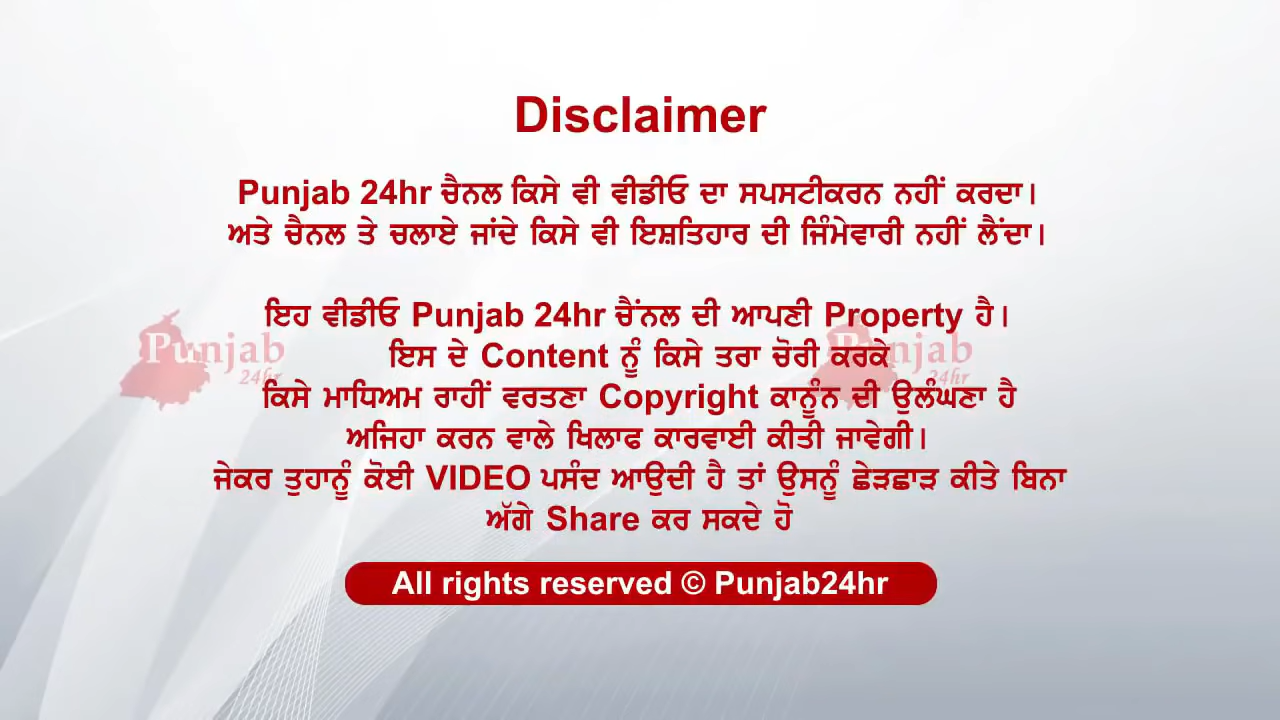 Disclaimer
Punjab 24hr ਚੈਨਲ ਕਿਸੇ ਵੀ ਵੀਡੀਓ ਦਾ ਸਪਸਟੀਕਰਨ ਨਹੀਂ ਕਰਦਾ।
ਅਤੇ ਚੈਨਲ ਤੇ ਚਲਾਏ ਜਾਂਦੇ ਕਿਸੇ ਵੀ ਇਸ਼ਤਿਹਾਰ ਦੀ ਜਿੰਮੇਵਾਰੀ ਨਹੀਂ ਲੈਂਦਾ।
ਇਹ ਵੀਡੀਓ Punjab 24hr ਚੈਂਨਲ ਦੀ ਆਪਣੀ Property ਹੈ।
ਇਸ ਦੇ Content ਨੂੰ ਕਿਸੇ ਤਰਾ ਚੋਰੀ ਕਰਕੇ
ਕਿਸੇ ਮਾਧਿਅਮ ਰਾਹੀਂ ਵਰਤਣਾ Copyright ਕਾਨੂੰਨ ਦੀ ਉਲੰਘਣਾ ਹੈ
ਅਜਿਹਾ ਕਰਨ ਵਾਲੇ ਖਿਲਾਫ ਕਾਰਵਾਈ ਕੀਤੀ ਜਾਵੇਗੀ।
ਜੇਕਰ ਤੁਹਾਨੂੰ ਕੋਈ VIDEO ਪਸੰਦ ਆਉਦੀ ਹੈ ਤਾਂ ਉਸਨੂੰ ਛੇੜਛਾੜ ਕੀਤੇ ਬਿਨਾ
ਅੱਗੇ Share ਕਰ ਸਕਦੇ ਹੋ
All rights reserved © Punjab24hr
Punjab
24hr
Punjab
24hr